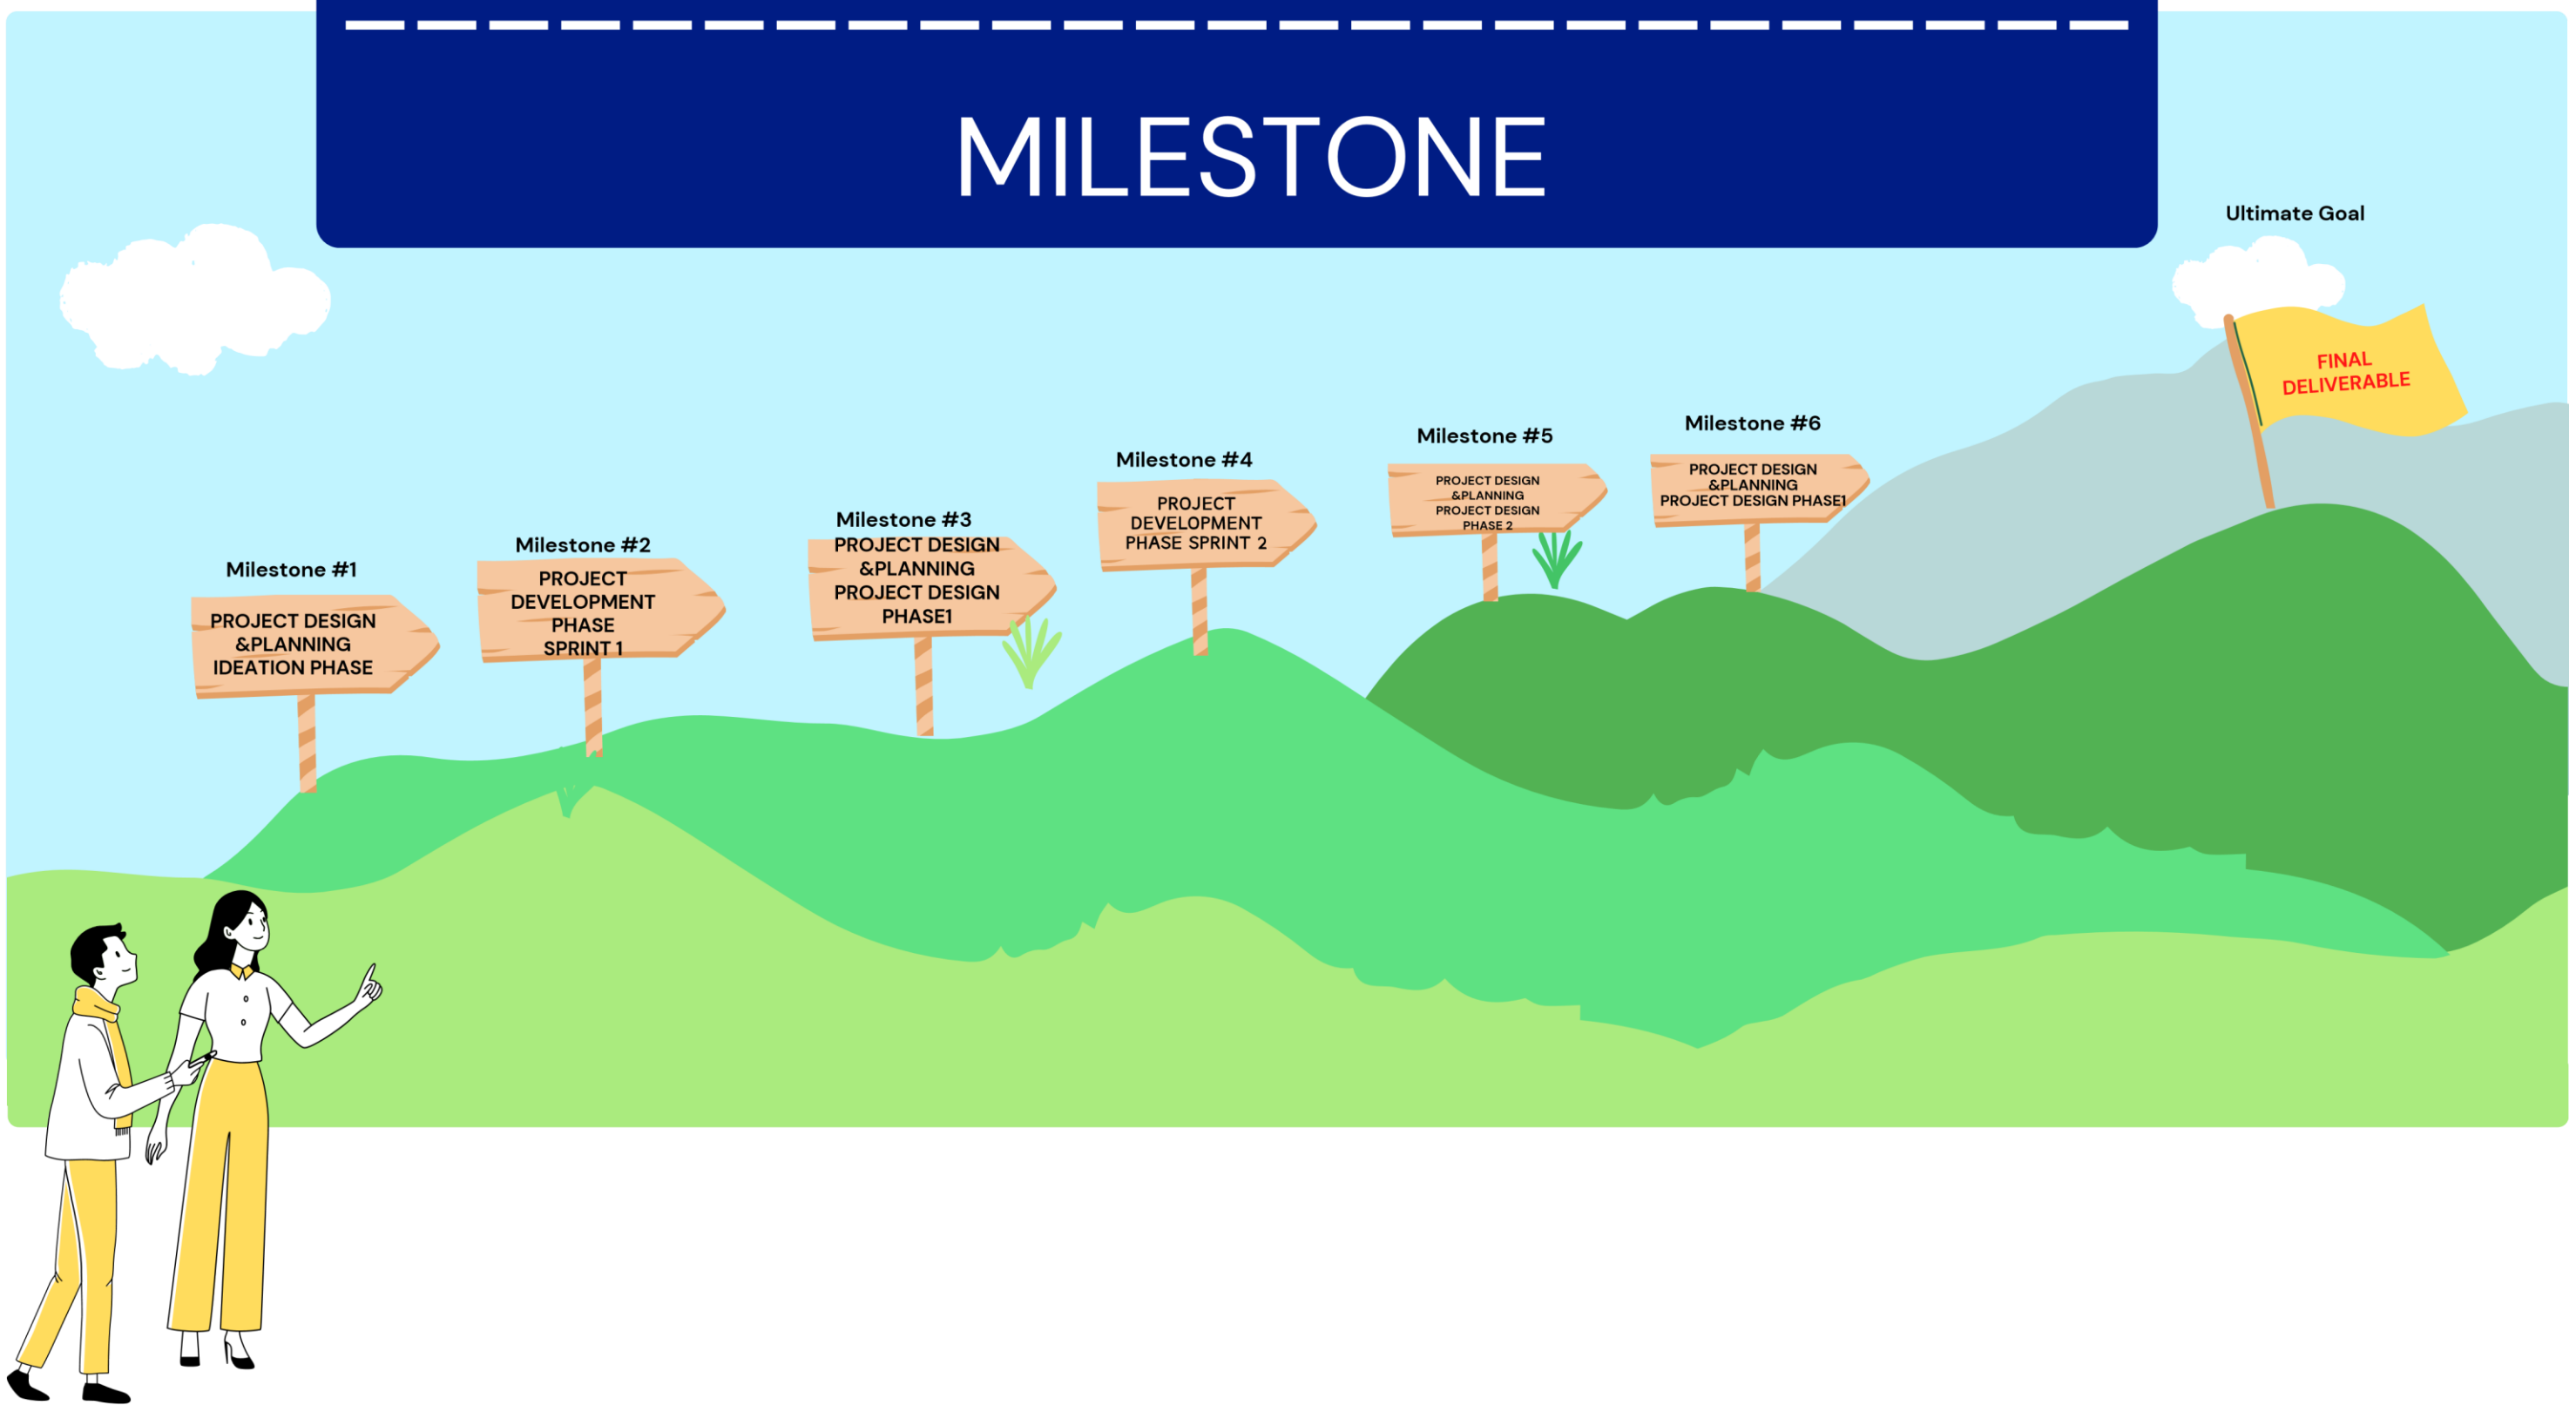 MILESTONE
Ultimate Goal
FINAL
DELIVERABLE
Milestone #1
PROJECT DESIGN
&PLANNING
IDEATION PHASE
Milestone #2
PROJECT
DEVELOPMENT
PHASE
SPRINT 1
Milestone #3
PROJECT DESIGN
&PLANNING
PROJECT DESIGN
PHASE1
Milestone #4
PROJECT
DEVELOPMENT
PHASE SPRINT 2
Milestone #5
PROJECT DESIGN
&PLANNING
PROJECT DESIGN
PHASE 2
Milestone #6
PROJECT DESIGN
&PLANNING
PROJECT DESIGN PHASE1